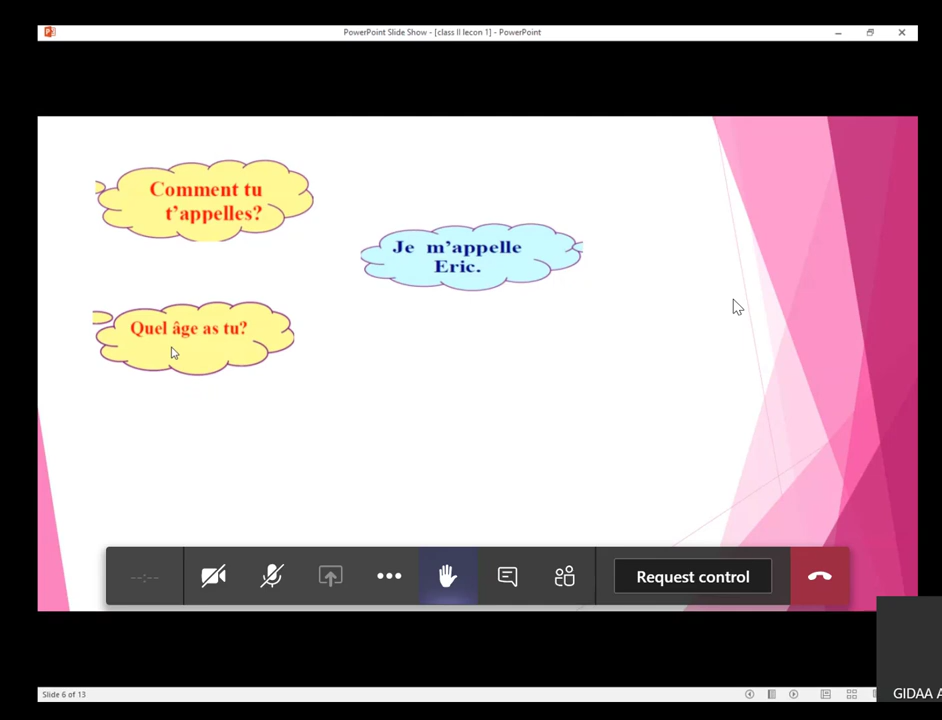 PowerPoint Slide Show - [class II lecon 1] - PowerPoint
Comment tu
t'appelles?
Je m'appelle
Eric.
Quel âge as tu?
--:--
Request control
GIDAA A
Slide 6 of 13